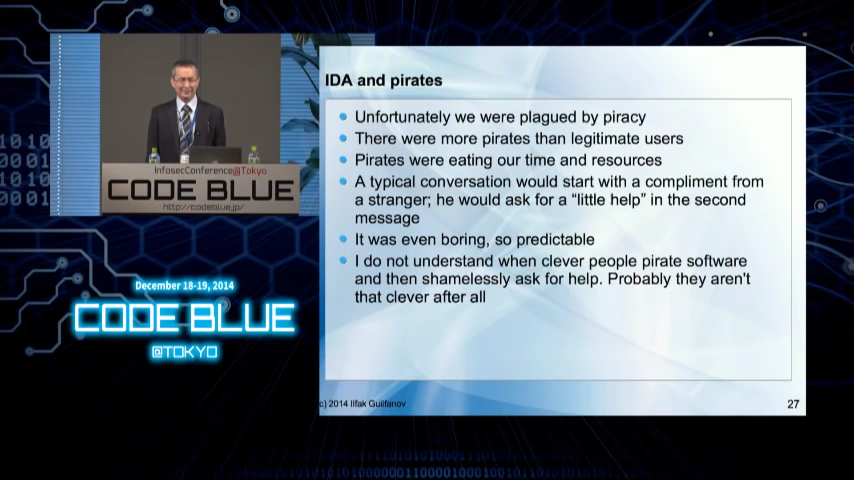 IDA and pirates
Unfortunately we were plagued by piracy
There were more pirates than legitimate users
Pirates were eating our time and resources
A typical conversation would start with a compliment from
a stranger; he would ask for a “little help” in the second
message
It was even boring, so predictable
I do not understand when clever people pirate software
and then shamelessly ask for help. Probably they aren't
that clever after all
c) 2014 Ilfak Guilfanov
27
InfosecConference@Tokyo
CODE BLUE
http://codeblue.jp/
December 18-19, 2014
CODE BLUE
@TOKYO